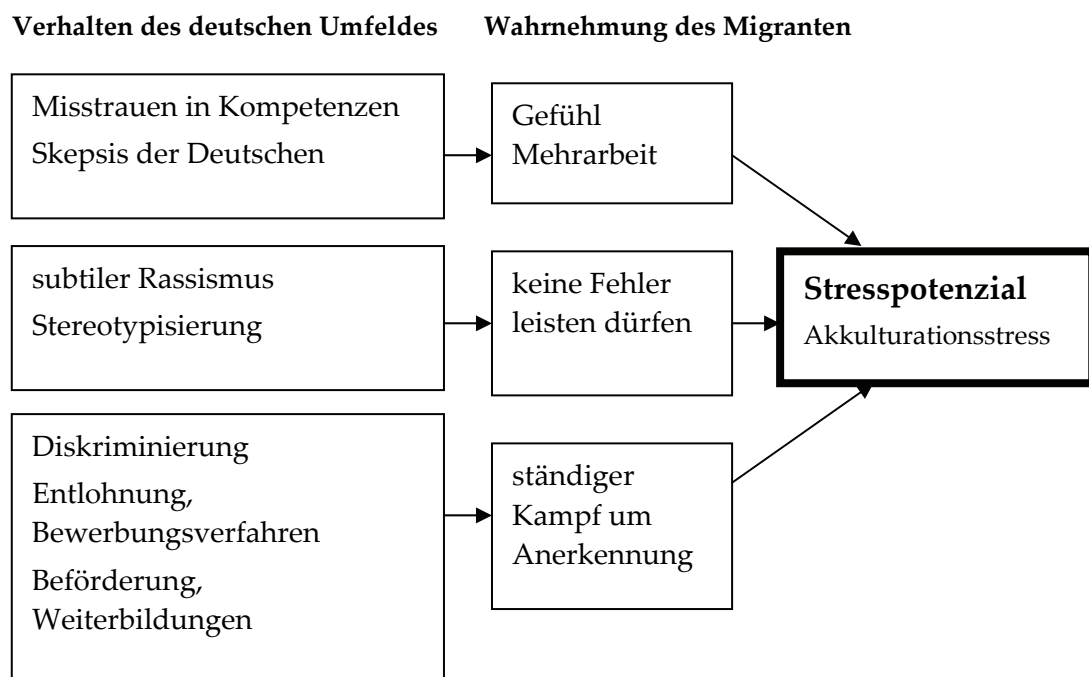 Verhalten des deutschen Umfeldes
Wahrnehmung des Migranten
Misstrauen in Kompetenzen
Skepsis der Deutschen
Gefühl
Mehrarbeit
subtiler Rassismus
Stereotypisierung
keine Fehler
leisten dürfen
Stresspotenzial
Akkulturationsstress
Diskriminierung
Entlohnung,
Bewerbungsverfahren
Beförderung,
Weiterbildungen
ständiger
Kampf um
Anerkennung